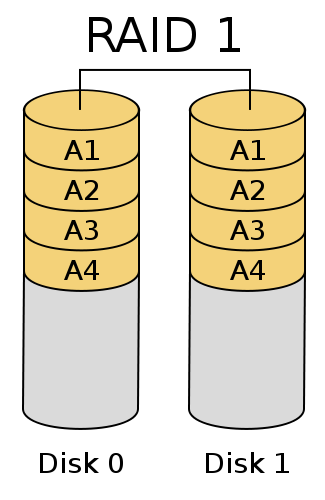 RAID 1
A1 A1
A2 A2
A3 A3
A4 A4
Disk 0 Disk 1